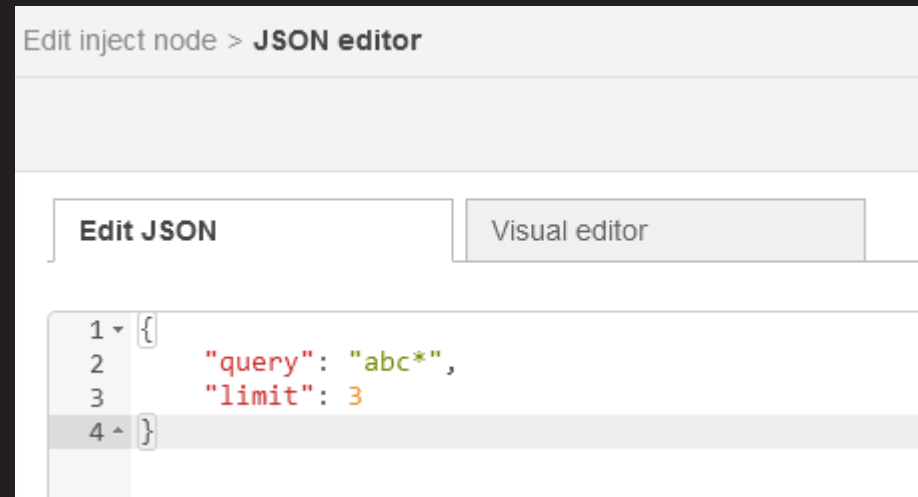 Edit inject node > JSON editor
Edit JSON
Visual editor
1 {
2 "query": "abc*",
3 "limit": 3
4 }